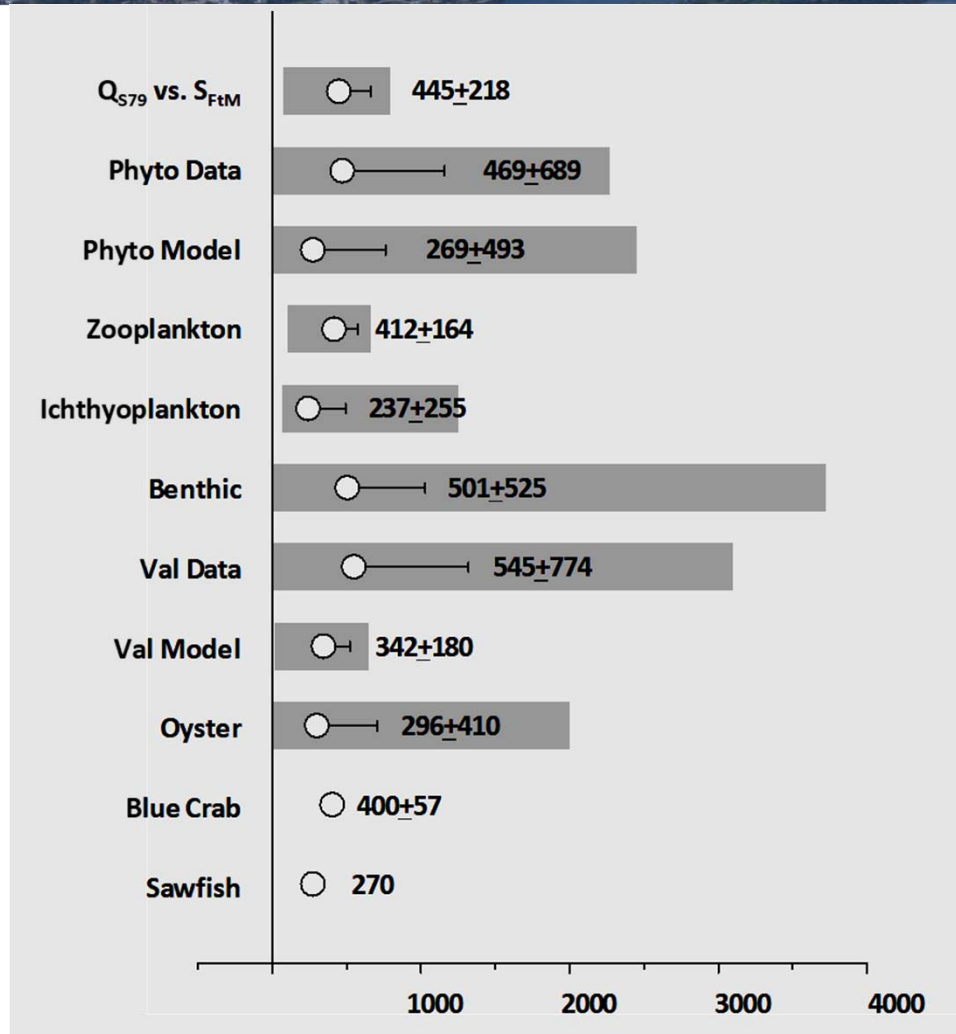 QS79 vs. SFtM 445±218
Phyto Data 469±689
Phyto Model 269±493
Zooplankton 412±164
Ichthyoplankton 237±255
Benthic 501±525
Val Data 545±774
Val Model 342±180
Oyster 296±410
Blue Crab 400±57
Sawfish 270
1000 2000 3000 4000